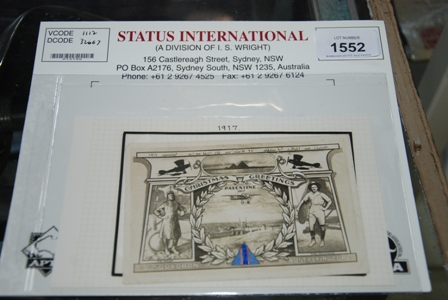 VCODE 1112
DCODE
STATUS INTERNATIONAL
(A DIVISION OF I. S. WRIGHT)
156 Castlereagh Street, Sydney, NSW
PO Box A2176, Sydney South, NSW 1235, Australia
Phone: +61 2 9267 4525 Fax: +61 2 9267 6124
LOT NUMBER
1552
1917
CHRISTMAS GREETINGS
PALESTINE